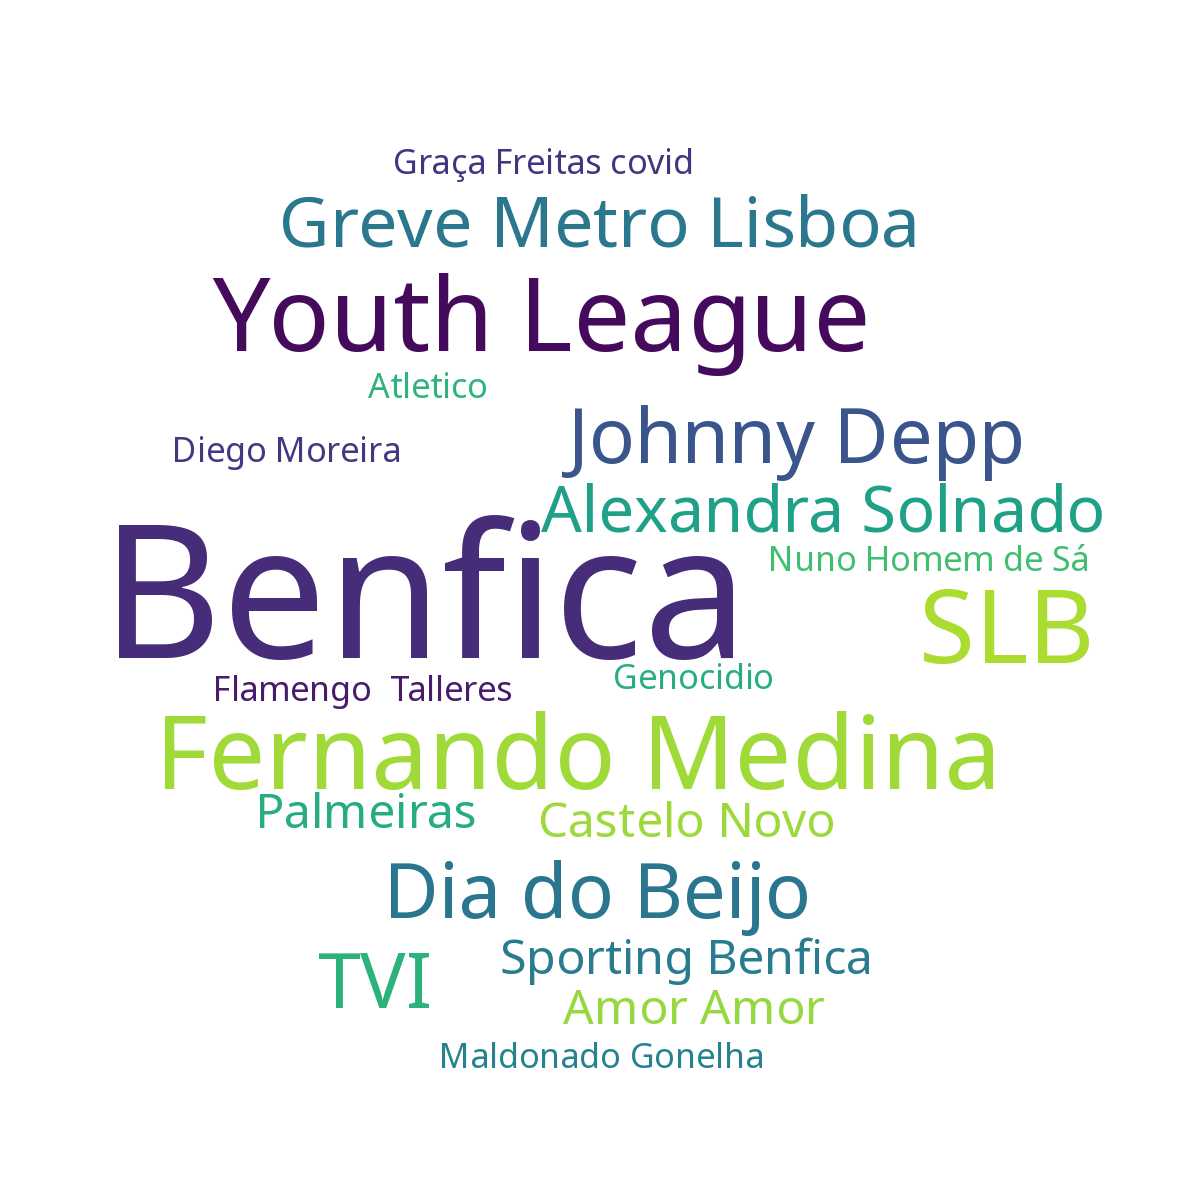 Graça Freitas covid
Greve Metro Lisboa
Youth League
Atletico
Johnny Depp
Diego Moreira
Alexandra Solnado
Benfica
Nuno Homem de Sá
SLB
Genocidio
Flamengo  Talleres
Fernando Medina
Palmeiras
Castelo Novo
Dia do Beijo
Sporting Benfica
TVI
Amor Amor
Maldonado Gonelha